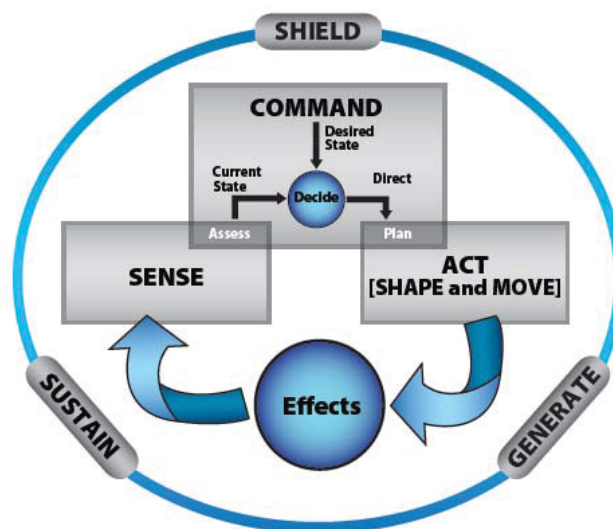 SHIELD
COMMAND
Desired
State
Current
State
Direct
Decide
Assess
Plan
SENSE
ACT
[SHAPE and MOVE]
Effects
SUSTAIN
GENERATE